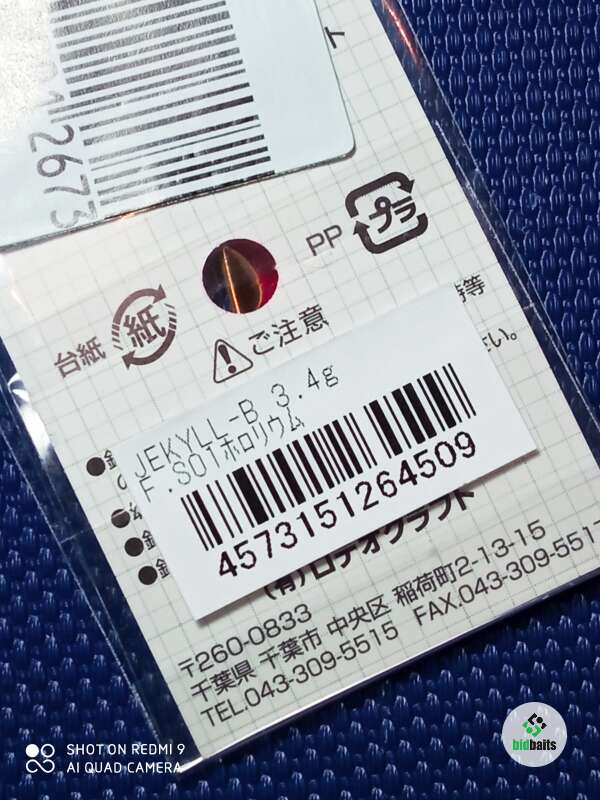 2673
PP プラ
台紙 紙
ご注意
等
さい。
JEKYLL-B 3.4g
F.S01ホロリウム
4573151264509
(有)ロデオクラフト
〒260-0833
千葉県 千葉市 中央区 稲荷町2-13-15
TEL.043-309-5515 FAX.043-309-5517
SHOT ON REDMI 9
AI QUAD CAMERA
bidbaits